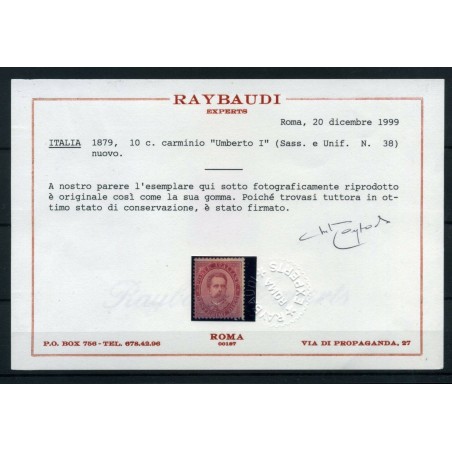 RAYBAUDI
EXPERTS
Roma, 20 dicembre 1999
ITALIA 1879, 10 c. carminio "Umberto I" (Sass. e Unif. N. 38)
nuovo.
A nostro parere l'esemplare qui sotto fotograficamente riprodotto
è originale così come la sua gomma. Poiché trovasi tuttora in ot-
timo stato di conservazione, è stato firmato.
ROMA
00187
P.O. BOX 756 - TEL. 678.42.96
VIA DI PROPAGANDA, 27